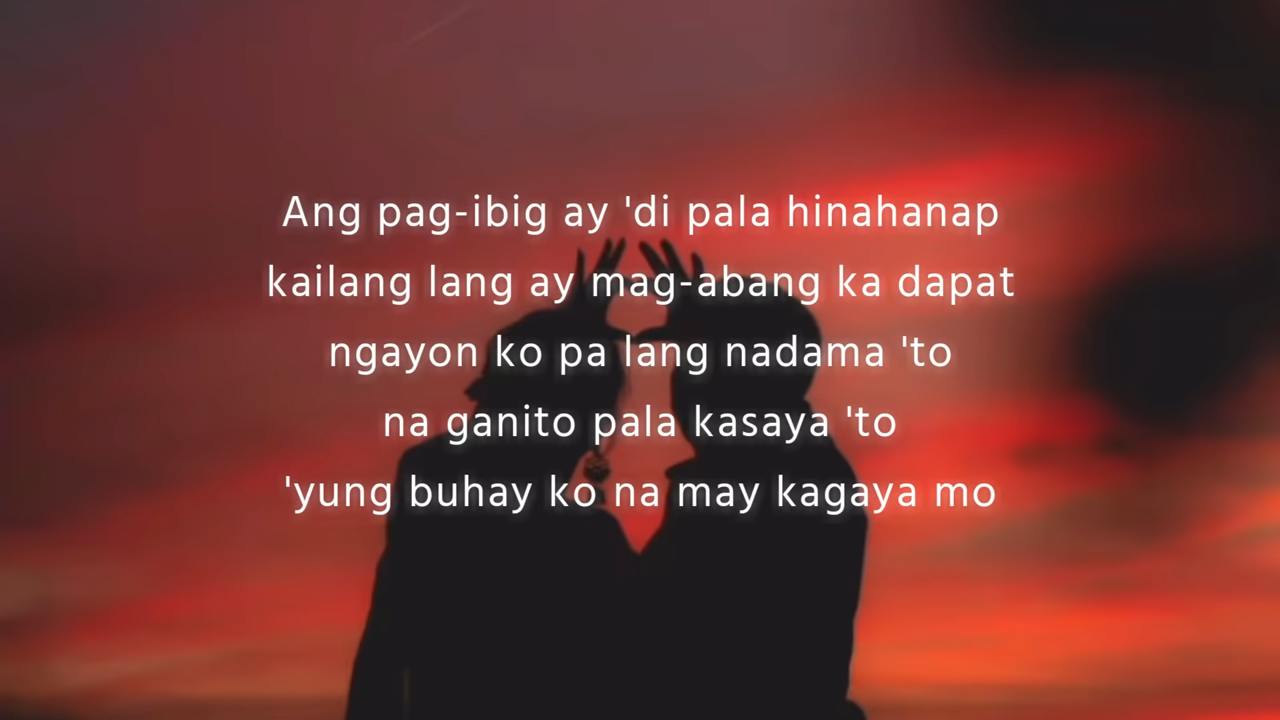 Ang pag-ibig ay 'di pala hinahanap
kailang lang ay mag-abang ka dapat
ngayon ko pa lang nadama 'to
na ganito pala kasaya 'to
'yung buhay ko na may kagaya mo